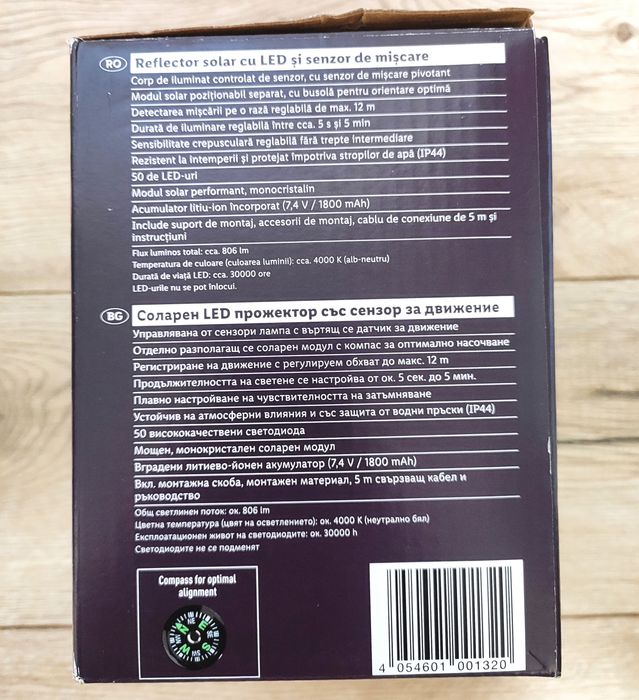 RO Reflector solar cu LED și senzor de mișcare
Corp de iluminat controlat de senzor, cu senzor de mișcare pivotant
Modul solar poziționabil separat, cu busolă pentru orientare optimă
Detectarea mișcării pe o rază reglabilă de max. 12 m
Durată de iluminare reglabilă între cca. 5 s și 5 min
Sensibilitate crepusculară reglabilă fără trepte intermediare
Rezistent la intemperii și protejat împotriva stropilor de apă (IP44)
50 de LED-uri
Modul solar performant, monocristalin
Acumulator litiu-ion încorporat (7,4 V / 1800 mAh)
Include suport de montaj, accesorii de montaj, cablu de conexiune de 5 m și
instrucțiuni
Flux luminos total: cca. 806 lm
Temperatura de culoare (culoarea luminii): cca. 4000 K (alb-neutru)
Durată de viață LED: cca. 30000 ore
LED-urile nu se pot înlocui.
BG Соларен LED прожектор със сензор за движение
Управлявана от сензори лампа с въртящ се датчик за движение
Отделно разполагащ се соларен модул с компас за оптимално насочване
Регистриране на движение с регулируем обхват до макс. 12 m
Продължителността на светене се настройва от ок. 5 сек. до 5 мин.
Плавно настройване на чувствителността на затъмняване
Устойчив на атмосферни влияния и със защита от водни пръски (IP44)
50 висококачествени светодиода
Мощен, монокристален соларен модул
Вградени литиево-йонен акумулатор (7,4 V / 1800 mAh)
Вкл. монтажна скоба, монтажен материал, 5 m свързващ кабел и
ръководство
Общ светлинен поток: ок. 806 lm
Цветна температура (цвят на осветлението): ок. 4000 K (неутрално бял)
Експлоатационен живот на светодиодите: ок. 30000 h
Светодиодите не се подменят
Compass for optimal
alignment
N NE E SE S SW W NW
4 054601 001320